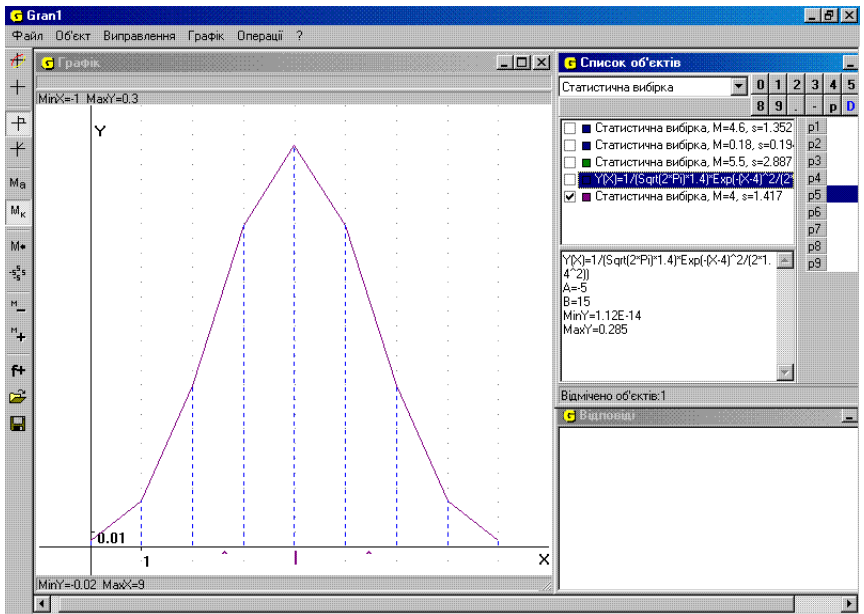 Gran1
Файл Об'єкт Виправлення Графік Операції ?
Графік
MinX=-1 MaxY=0.3
Y
0.01
1
X
MinY=-0.02 MaxX=9
Ma
Mк
M
s s s
M
M
f+
Список об'єктів
Статистична вибірка
0 1 2 3 4 5
8 9 . - p D
Статистична вибірка, M=4.6, s=1.352
Статистична вибірка, M=0.18, s=0.19
Статистична вибірка, M=5.5, s=2.887
Y(X)=1/(Sqrt(2*Pi)*1.4)*Exp(-(X-4)^2/(2*
Статистична вибірка, M=4, s=1.417
p1
p2
p3
p4
p5
p6
p7
p8
p9
Y(X)=1/(Sqrt(2*Pi)*1.4)*Exp(-(X-4)^2/(2*1.
4^2))
A=-5
B=15
MinY=1.12E-14
MaxY=0.285
Відмічено об'єктів:1
Відповіді